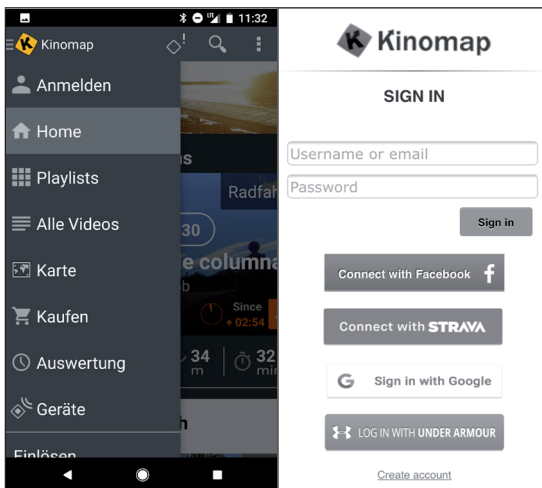 11:32
Kinomap
Anmelden
Home
Playlists
Alle Videos
Karte
Kaufen
Auswertung
Geräte
Einlösen
Radfah
30
e columna
Since
+ 02:54
34
m
32
min
Kinomap
SIGN IN
Username or email
Password
Sign in
Connect with Facebook
Connect with STRAVA
G Sign in with Google
LOG IN WITH UNDER ARMOUR
Create account